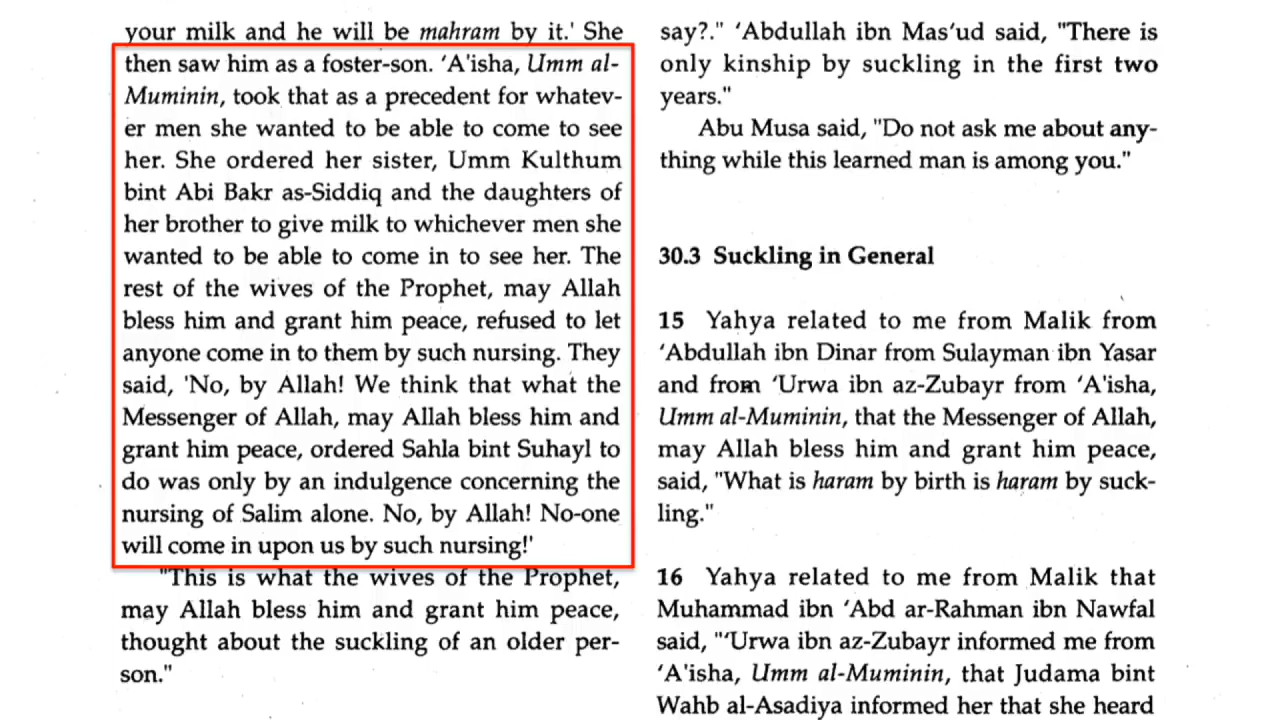 your milk and he will be mahram by it.' She
then saw him as a foster-son. 'A'isha, Umm al-
Muminin, took that as a precedent for whatev-
er men she wanted to be able to come to see
her. She ordered her sister, Umm Kulthum
bint Abi Bakr as-Siddiq and the daughters of
her brother to give milk to whichever men she
wanted to be able to come in to see her. The
rest of the wives of the Prophet, may Allah
bless him and grant him peace, refused to let
anyone come in to them by such nursing. They
said, 'No, by Allah! We think that what the
Messenger of Allah, may Allah bless him and
grant him peace, ordered Sahla bint Suhayl to
do was only by an indulgence concerning the
nursing of Salim alone. No, by Allah! No-one
will come in upon us by such nursing!'
"This is what the wives of the Prophet,
may Allah bless him and grant him peace,
thought about the suckling of an older per-
son."
say?." 'Abdullah ibn Mas'ud said, "There is
only kinship by suckling in the first two
years."
Abu Musa said, "Do not ask me about any-
thing while this learned man is among you."
30.3 Suckling in General
15 Yahya related to me from Malik from
'Abdullah ibn Dinar from Sulayman ibn Yasar
and from 'Urwa ibn az-Zubayr from 'A'isha,
Umm al-Muminin, that the Messenger of Allah,
may Allah bless him and grant him peace,
said, "What is haram by birth is haram by suck-
ling."
16 Yahya related to me from Malik that
Muhammad ibn 'Abd ar-Rahman ibn Nawfal
said, "'Urwa ibn az-Zubayr informed me from
'A'isha, Umm al-Muminin, that Judama bint
Wahb al-Asadiya informed her that she heard